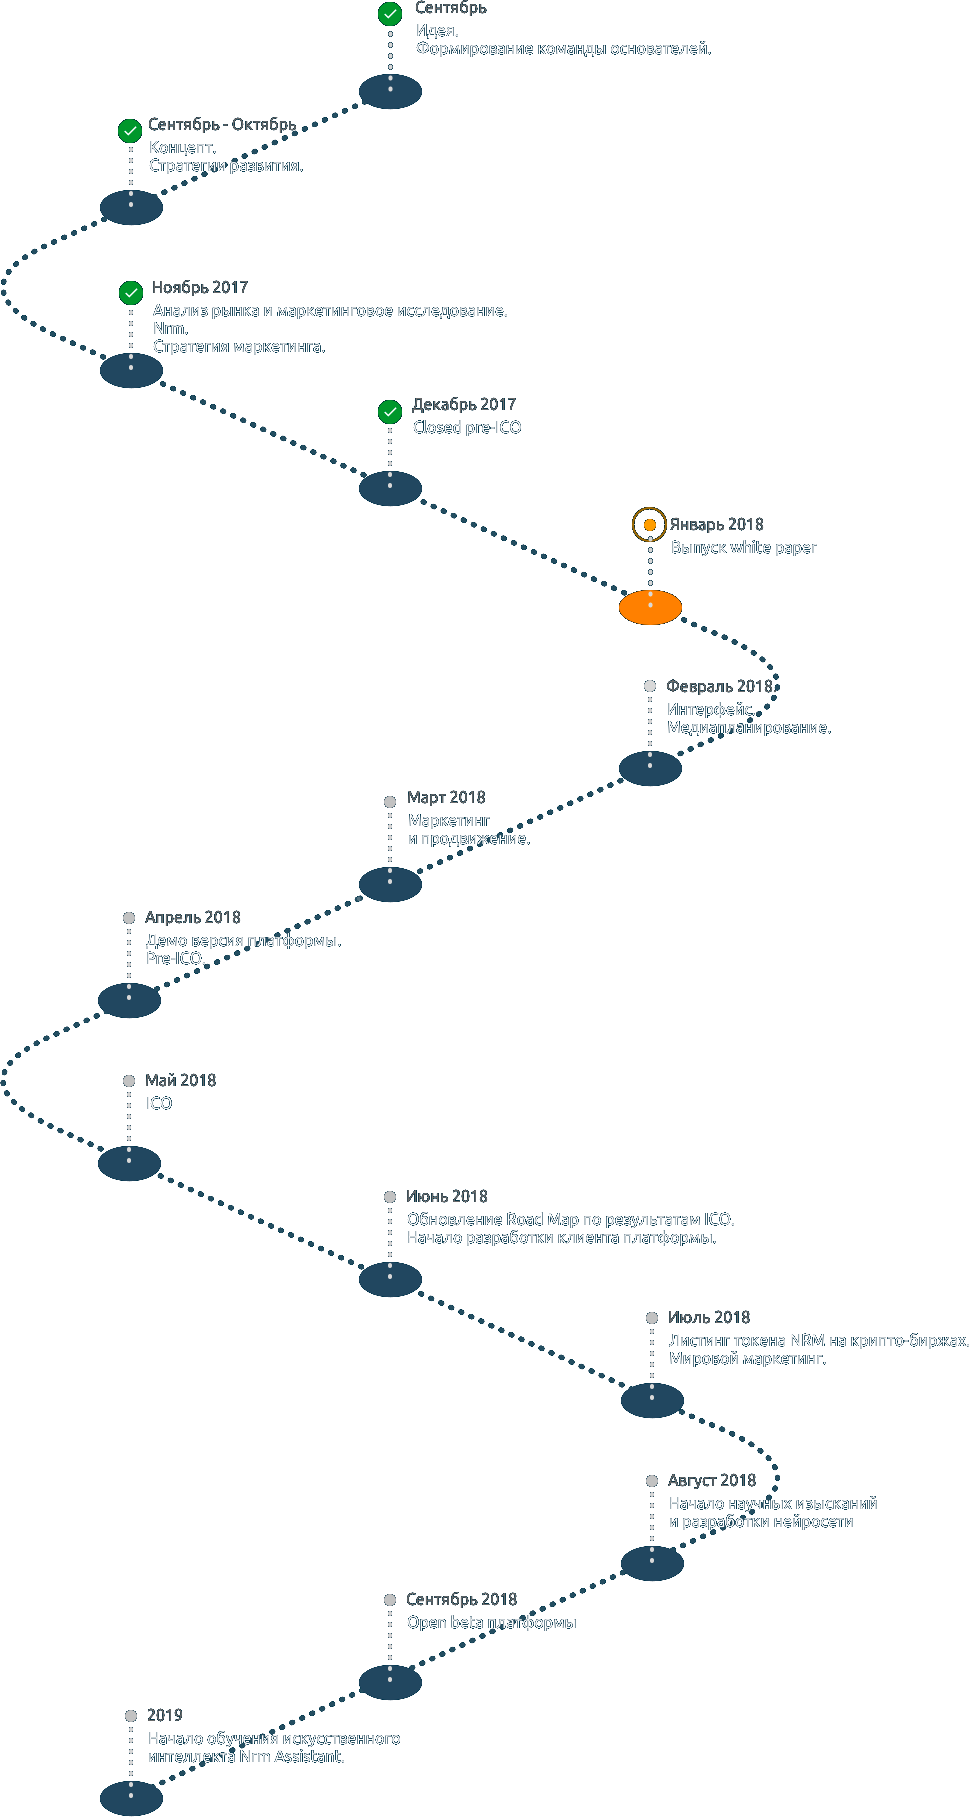 Сентябрь
Идея.
Формирование команды основателей.
Сентябрь - Октябрь
Концепт.
Стратегии развития.
Ноябрь 2017
Анализ рынка и маркетинговое исследование.
Nrm.
Стратегия маркетинга.
Декабрь 2017
Closed pre-ICO
Январь 2018
Выпуск white paper
Февраль 2018
Интерфейс.
Медиапланирование.
Март 2018
Маркетинг
и продвижение.
Апрель 2018
Демо версия платформы.
Pre-ICO.
Май 2018
ICO
Июнь 2018
Обновление Road Map по результатам ICO.
Начало разработки клиента платформы.
Июль 2018
Листинг токена NRM на крипто-биржах.
Мировой маркетинг.
Август 2018
Начало научных изысканий
и разработки нейросети
Сентябрь 2018
Open beta платформы
2019
Начало обучения искусственного
интеллекта Nrm Assistant.